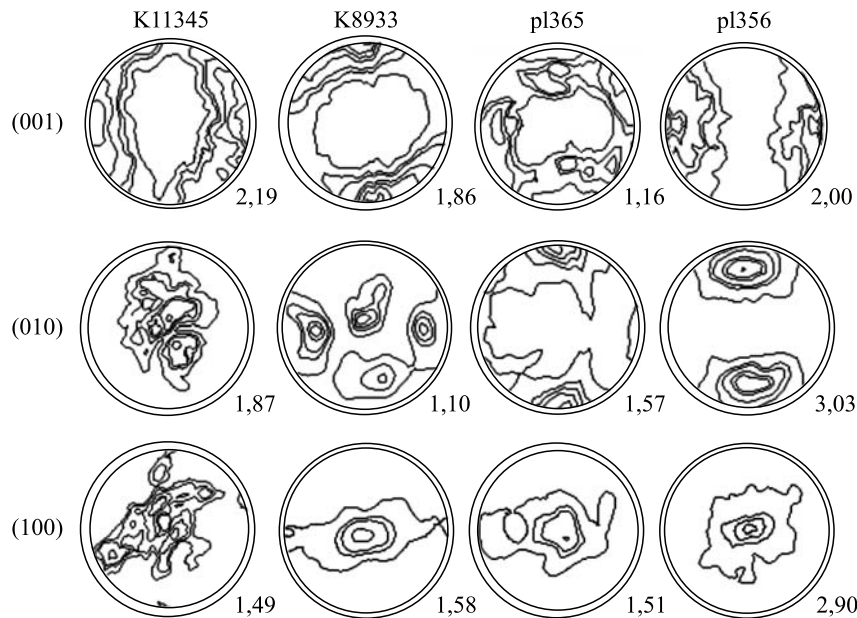 K11345 K8933 pl365 pl356
(001)
2,19 1,86 1,16 2,00
(010)
1,87 1,10 1,57 3,03
(100)
1,49 1,58 1,51 2,90